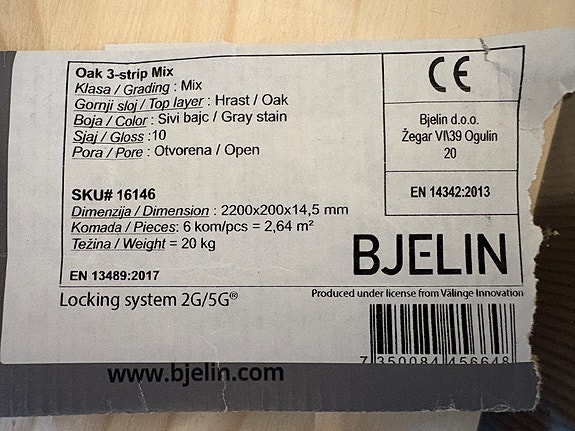 Oak 3-strip Mix
Klasa / Grading : Mix
Gornji sloj / Top layer : Hrast / Oak
Boja / Color : Sivi bajc / Gray stain
Sjaj / Gloss :10
Pora / Pore : Otvorena / Open
SKU# 16146
Dimenzija / Dimension : 2200x200x14,5 mm
Komada / Pieces: 6 kom/pcs = 2,64 m²
Težina / Weight = 20 kg
EN 13489:2017
CE
Bjelin d.o.o.
Žegar VI\39 Ogulin
20
EN 14342:2013
BJELIN
Locking system 2G/5G®
Produced under license from Välinge Innovation
7 350084 456648
www.bjelin.com